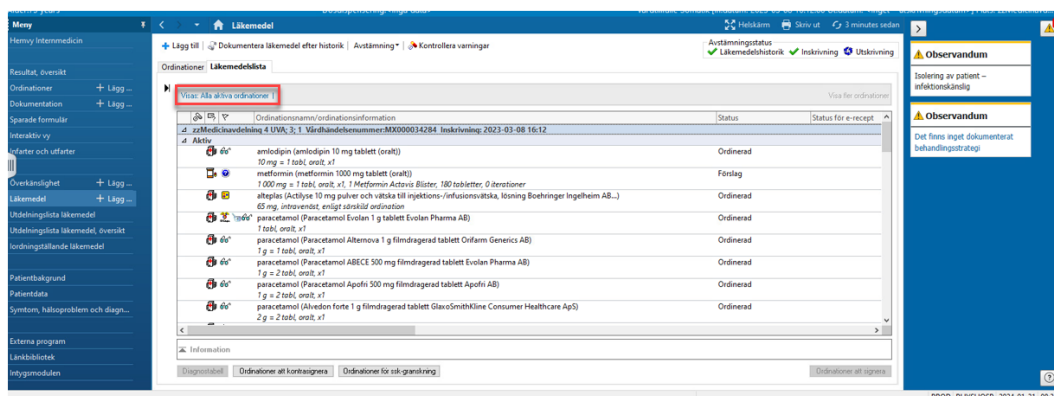 Meny
Läkemedel
Helskärm
Skriv ut
3 minutes sedan
Hemvy Internmedicin
Resultat, översikt
Ordinationer + Lägg ...
Dokumentation + Lägg ...
Sparade formulär
Interaktiv vy
Infarter och utfarter
Överkänslighet + Lägg ...
Läkemedel + Lägg ...
Utdelningslista läkemedel
Utdelningslista läkemedel, översikt
Iordningställande läkemedel
Patientbakgrund
Patientdata
Symtom, hälsoproblem och diagn...
Externa program
Länkbibliotek
Intygsmodulen
+ Lägg till
Dokumentera läkemedel efter historik
Avstämning
Kontrollera varningar
Avstämningsstatus
Läkemedelshistorik Inskrivning Utskrivning
Ordinationer Läkemedelslista
Visas: Alla aktiva ordinationer
Visa fler ordinationer
Ordinationsnamn/ordinationsinformation Status Status för e-recept
zzMedicinavdelning 4 UVA; 3; 1 Vårdhändelsenummer:MX000034284 Inskrivning: 2023-03-08 16:12
Aktiv
amlodipin (amlodipin 10 mg tablett (oralt)) Ordinerad
10 mg = 1 tabl, oralt, x1
metformin (metformin 1000 mg tablett (oralt)) Förslag
1 000 mg = 1 tabl, oralt, x1, 1 Metformin Actavis Blister, 180 tabletter, 0 iterationer
alteplas (Actilyse 10 mg pulver och vätska till injektions-/infusionsvätska, lösning Boehringer Ingelheim AB...) Ordinerad
65 mg, intravenöst, enligt särskild ordination
paracetamol (Paracetamol Evolan 1 g tablett Evolan Pharma AB) Ordinerad
1 tabl, oralt, x1
paracetamol (Paracetamol Alternova 1 g filmdragerad tablett Orifarm Generics AB) Ordinerad
1 g = 1 tabl, oralt, x1
paracetamol (Paracetamol ABECE 500 mg filmdragerad tablett Evolan Pharma AB) Ordinerad
1 g = 2 tabl, oralt, x1
paracetamol (Paracetamol Apofri 500 mg filmdragerad tablett Apofri AB) Ordinerad
1 g = 2 tabl, oralt, x1
paracetamol (Alvedon forte 1 g filmdragerad tablett GlaxoSmithKline Consumer Healthcare ApS) Ordinerad
2 g = 2 tabl, oralt, x1
Information
Diagnostabell
Ordinationer att kontrasignera
Ordinationer för ssk-granskning
Ordinationer att signera
Observandum
Isolering av patient –
infektionskänslig
Observandum
Det finns inget dokumenterat
behandlingsstrategi